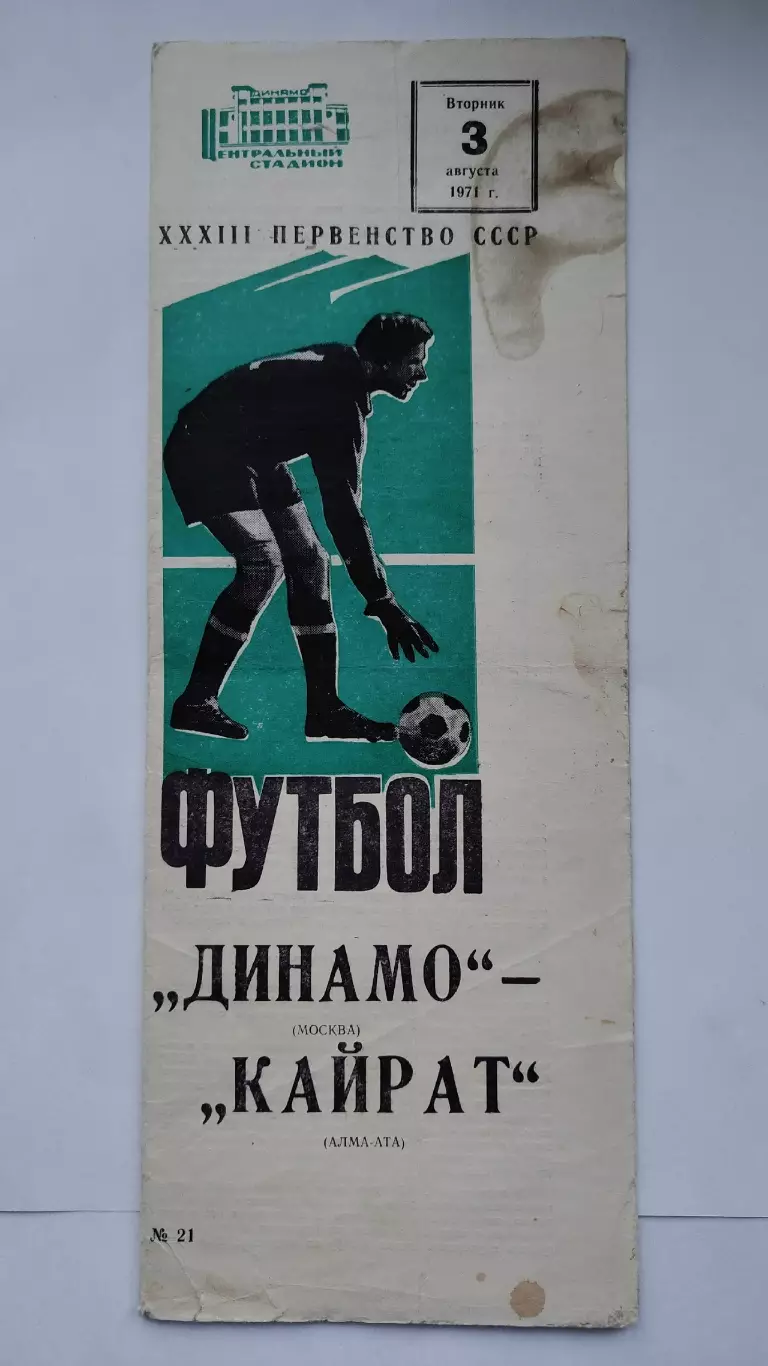 ДИНАМО
ЦЕНТРАЛЬНЫЙ
СТАДИОН
Вторник
3
августа
1971 г.
XXXIII ПЕРВЕНСТВО СССР
ФУТБОЛ
„ДИНАМО“ –
(МОСКВА)
„КАЙРАТ“
(АЛМА-АТА)
№ 21